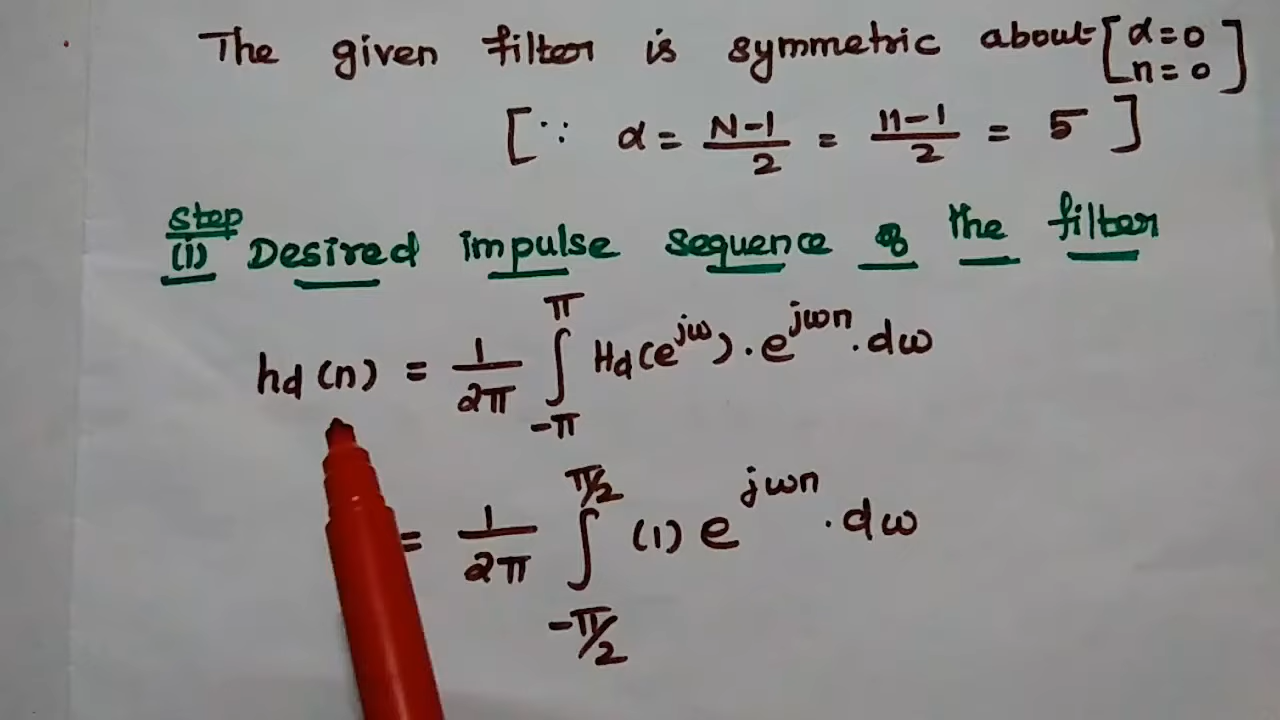 The given filter is symmetric about [α=0 n=0]
[∵ α = N-1/2 = 11-1/2 = 5]
Step (i) Desired impulse sequence of the filter
hd(n) = 1/2π ∫_{-π}^{π} Hd(e^{jω}). e^{jωn}. dω
= 1/2π ∫_{-π/2}^{π/2} (1) e^{jωn}. dω